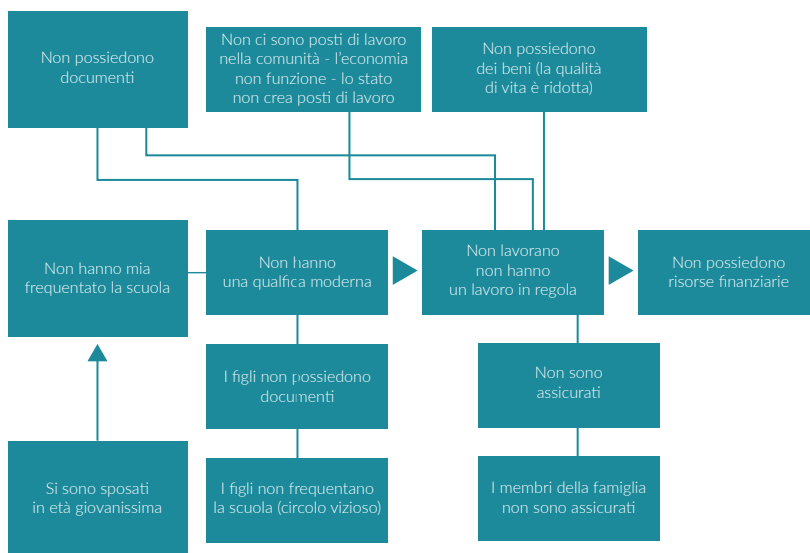 Non possiedono
documenti
Non ci sono posti di lavoro
nella comunità - l'economia
non funzione - lo stato
non crea posti di lavoro
Non possiedono
dei beni (la qualità
di vita è ridotta)
Non hanno mia
frequentato la scuola
Non hanno
una qualfica moderna
Non lavorano
non hanno
un lavoro in regola
Non possiedono
risorse finanziarie
I figli non possiedono
documenti
Non sono
assicurati
Si sono sposati
in età giovanissima
I figli non frequentano
la scuola (circolo vizioso)
I membri della famiglia
non sono assicurati